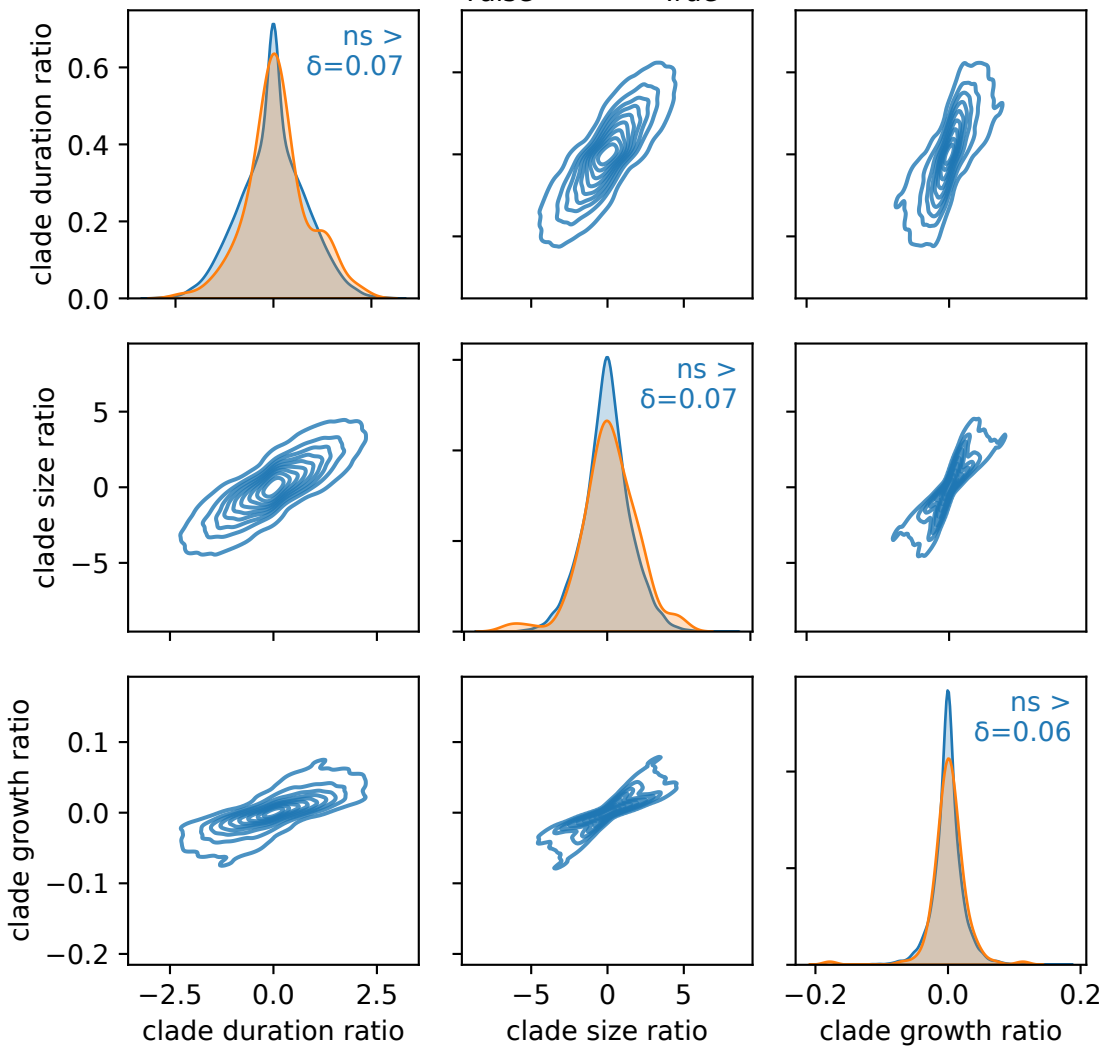 ns >
δ=0.07
clade duration ratio
0.6
0.4
0.2
0.0
ns >
δ=0.07
clade size ratio
5
0
−5
ns >
δ=0.06
clade growth ratio
0.1
0.0
−0.1
−0.2
−2.5 0.0 2.5 −5 0 5 −0.2 0.0 0.2
clade duration ratio clade size ratio clade growth ratio